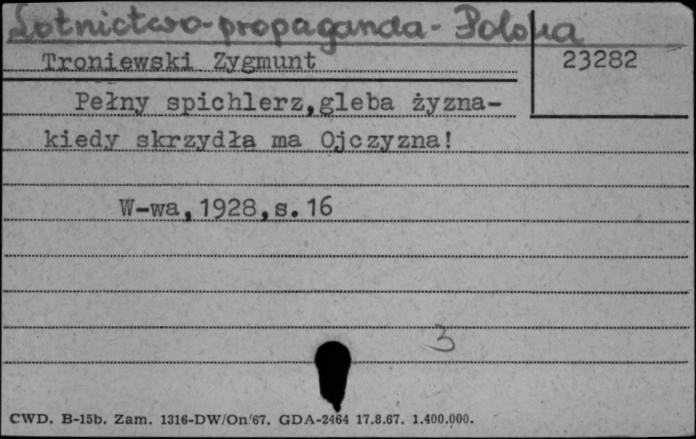 Lotnictwo-propaganda-Polska
Troniewski Zygmunt
23282
Pełny spichlerz,gleba żyzna-
kiedy skrzydła ma Ojczyzna!
W-wa,1928,s.16
3
CWD. B-15b. Zam. 1316-DW/On/67. GDA-2464 17.8.67. 1.400.000.